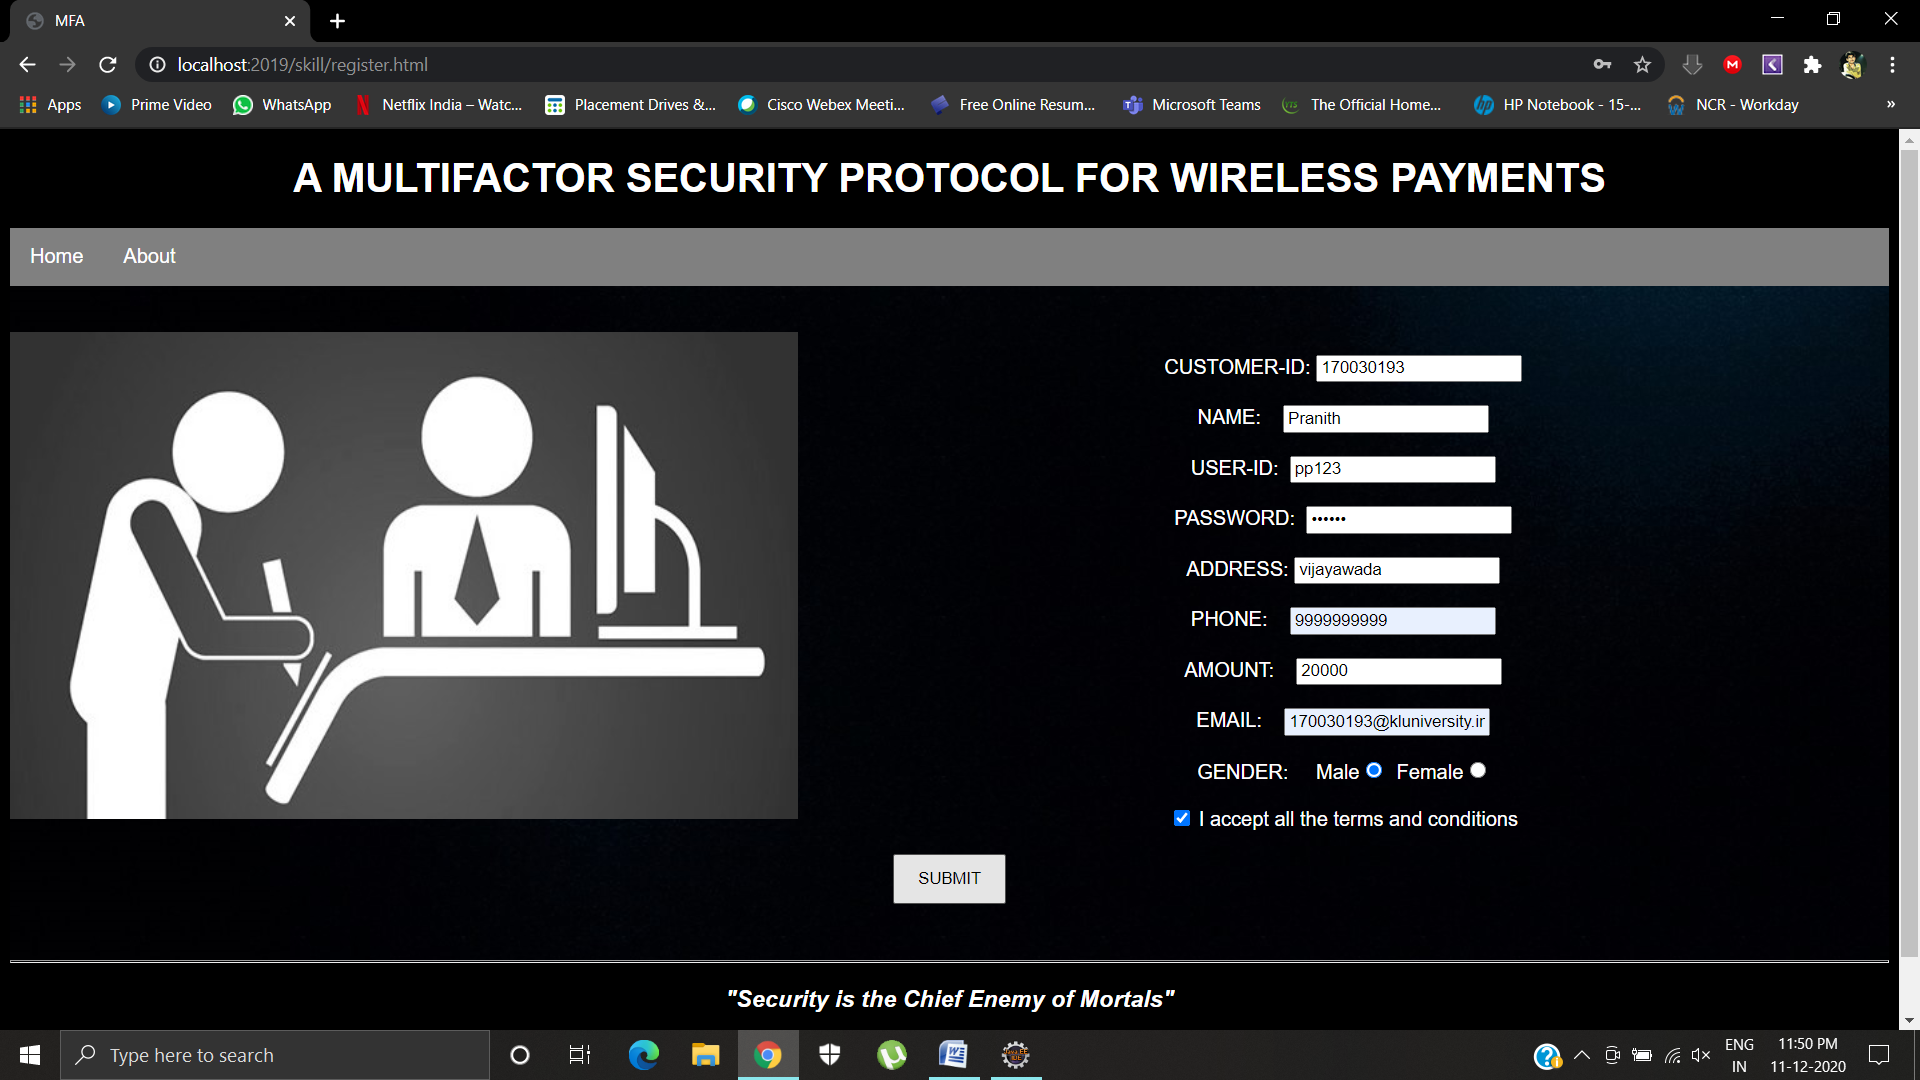 MFA
localhost:2019/skill/register.html
Apps Prime Video WhatsApp Netflix India – Watc... Placement Drives &... Cisco Webex Meeti... Free Online Resum... Microsoft Teams The Official Home... HP Notebook - 15-... NCR - Workday »
A MULTIFACTOR SECURITY PROTOCOL FOR WIRELESS PAYMENTS
Home About
CUSTOMER-ID: 170030193
NAME: Pranith
USER-ID: pp123
PASSWORD: ••••••
ADDRESS: vijayawada
PHONE: 9999999999
AMOUNT: 20000
EMAIL: 170030193@kluniversity.in
GENDER: Male Female
I accept all the terms and conditions
SUBMIT
"Security is the Chief Enemy of Mortals"
Type here to search
ENG
IN
11:50 PM
11-12-2020